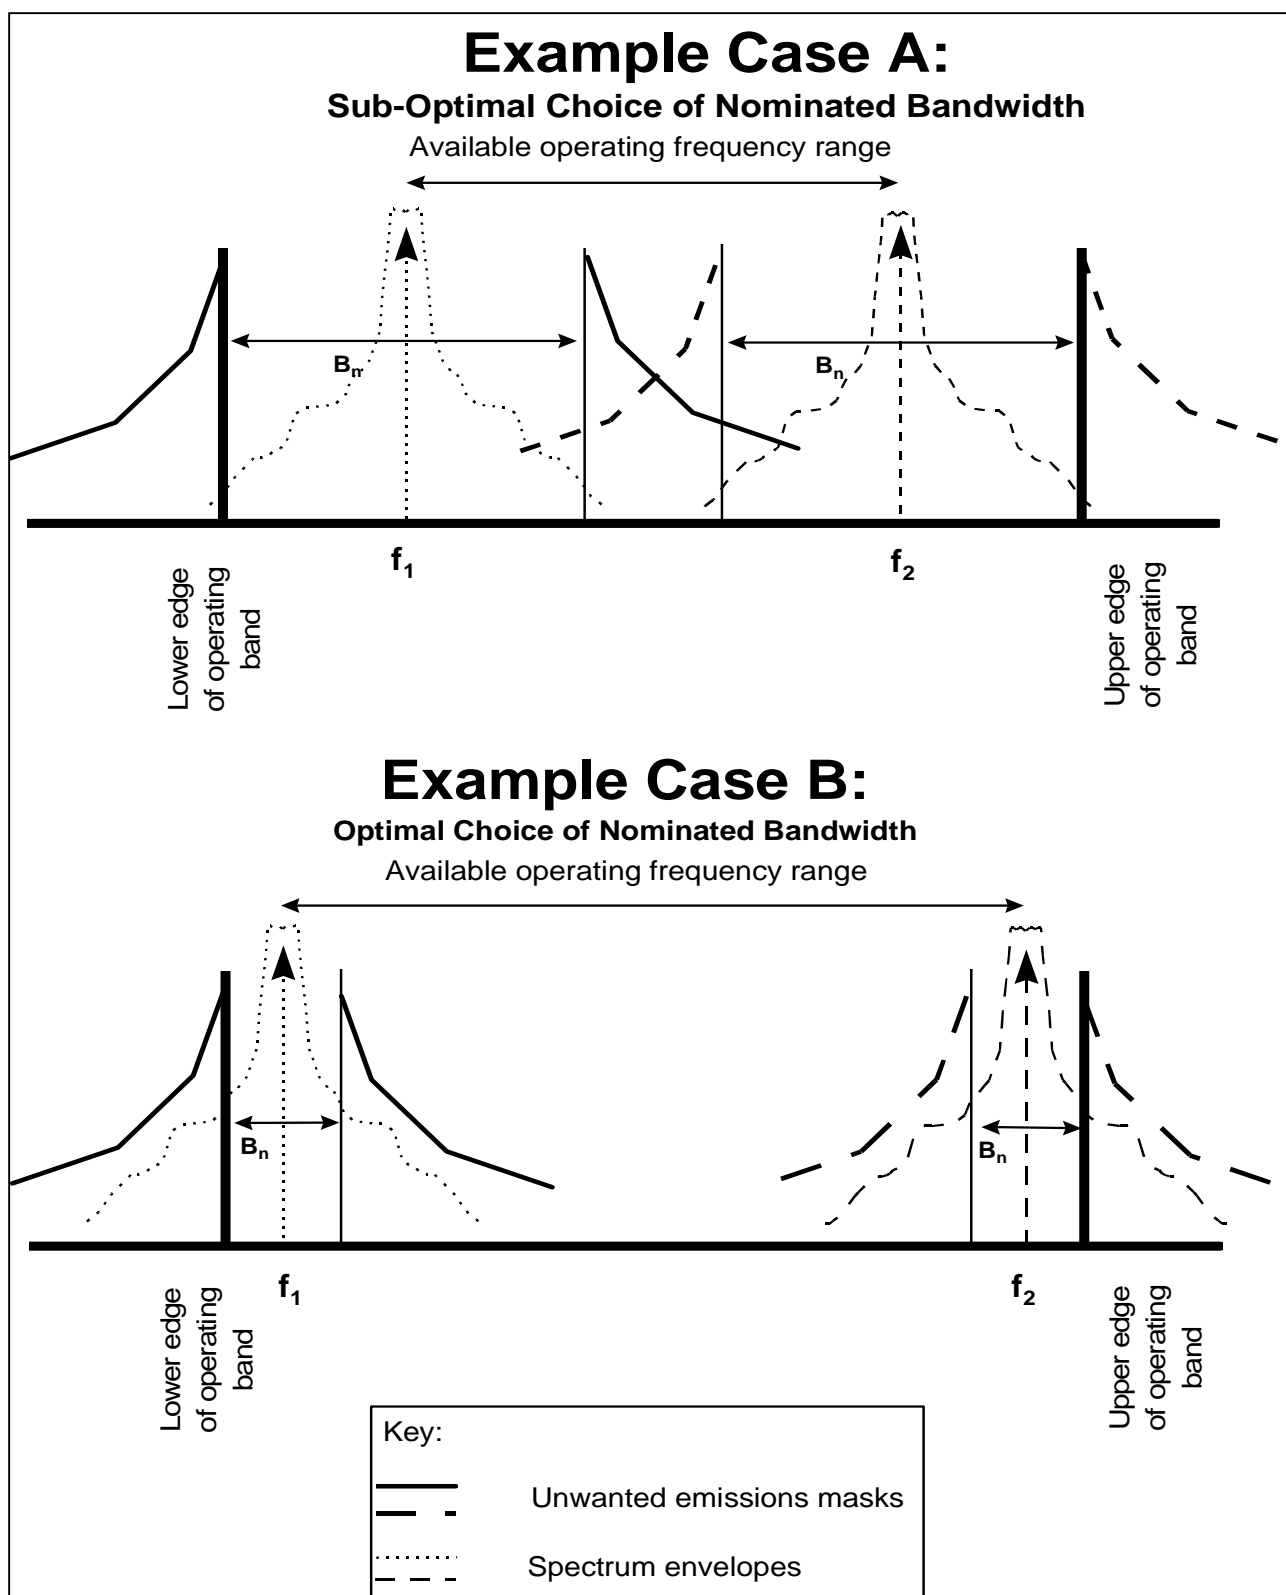 Example Case A:
Sub-Optimal Choice of Nominated Bandwidth
Available operating frequency range
Bn
Bn
f1
f2
Lower edge
of operating
band
Upper edge
of operating
band
Example Case B:
Optimal Choice of Nominated Bandwidth
Available operating frequency range
Bn
Bn
f1
f2
Lower edge
of operating
band
Upper edge
of operating
band
Key:
Unwanted emissions masks
Spectrum envelopes